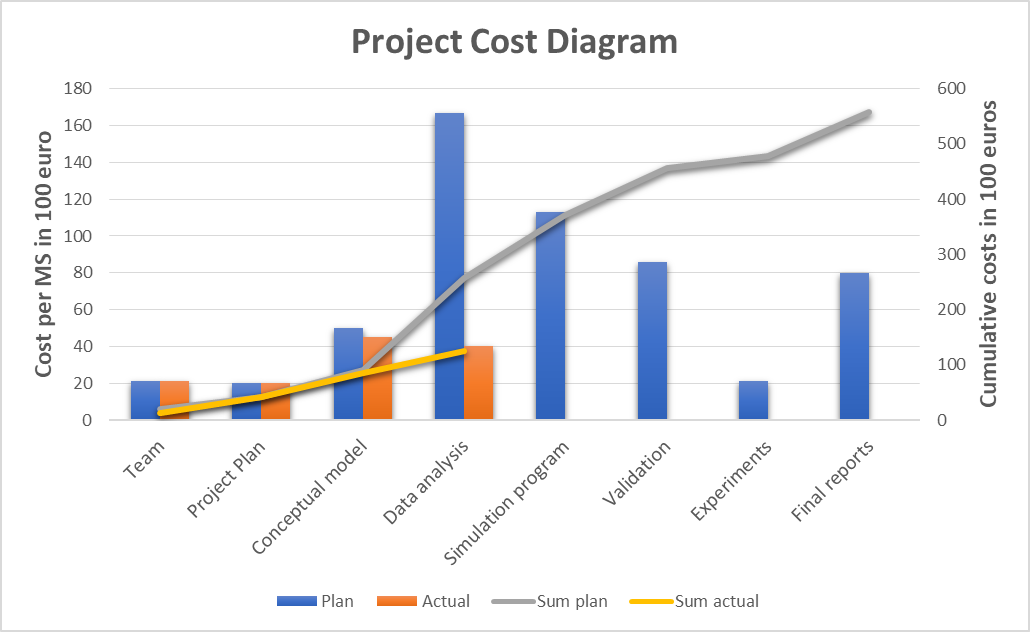 Project Cost Diagram
Cost per MS in 100 euro
180
160
140
120
100
80
60
40
20
0
600
500
400
300
200
100
0
Cumulative costs in 100 euros
Team
Project Plan
Conceptual model
Data analysis
Simulation program
Validation
Experiments
Final reports
Plan
Actual
Sum plan
Sum actual